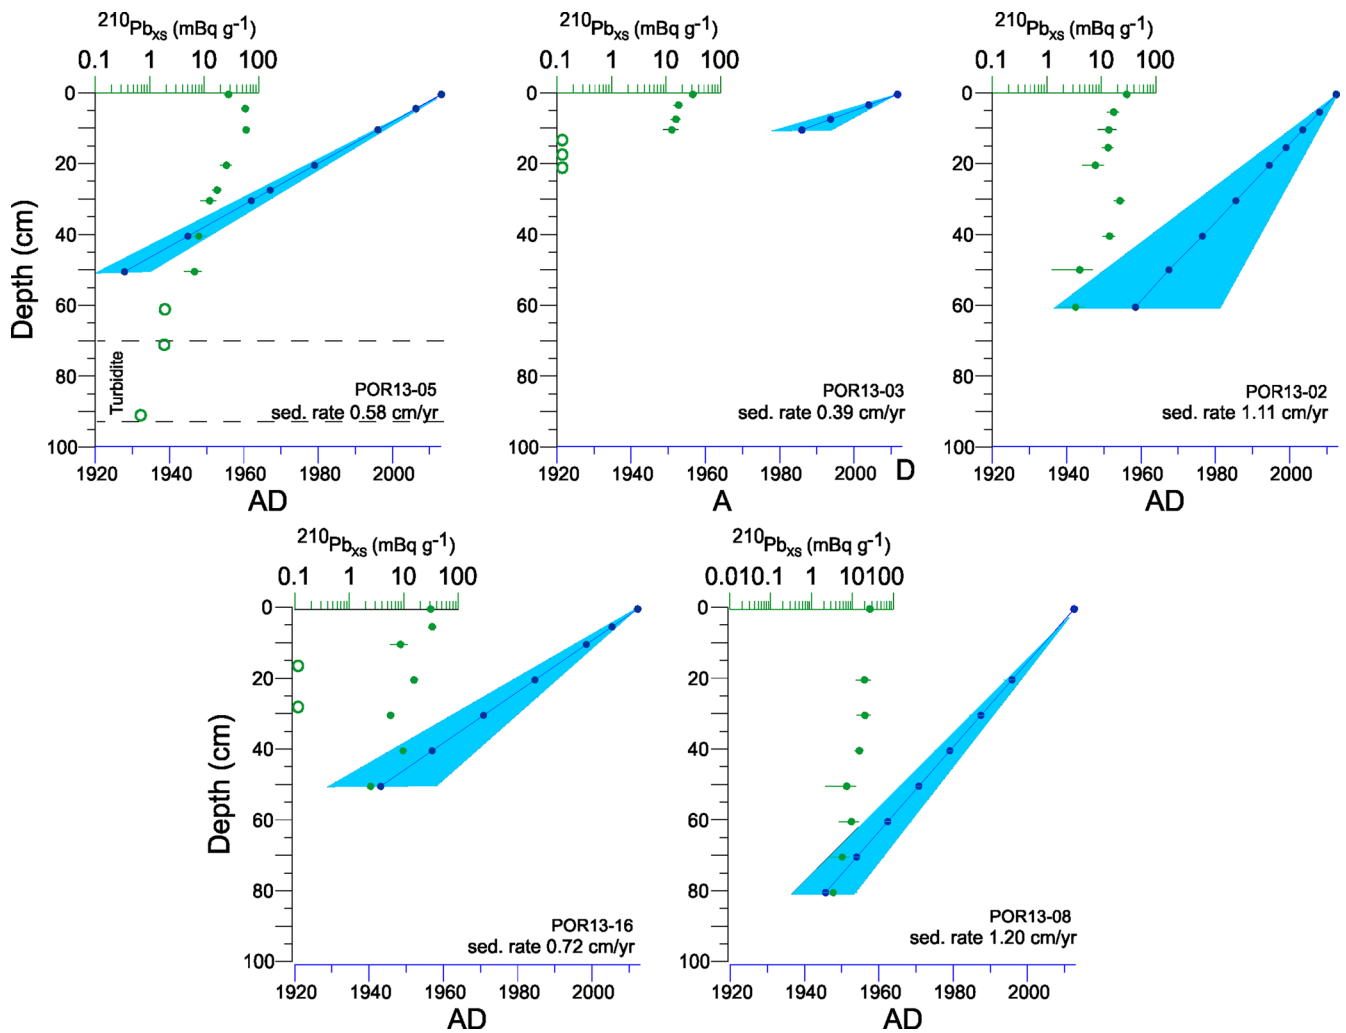 210Pbxs (mBq g-1)
0.1 1 10 100
0
20
40
60
80
100
Depth (cm)
Turbidite
POR13-05
sed. rate 0.58 cm/yr
1920 1940 1960 1980 2000
AD
210Pbxs (mBq g-1)
0.1 1 10 100
0
20
40
60
80
100
POR13-03
sed. rate 0.39 cm/yr
1920 1940 1960 1980 2000
A D
210Pbxs (mBq g-1)
0.1 1 10 100
0
20
40
60
80
100
POR13-02
sed. rate 1.11 cm/yr
1920 1940 1960 1980 2000
AD
210Pbxs (mBq g-1)
0.1 1 10 100
0
20
40
60
80
100
Depth (cm)
POR13-16
sed. rate 0.72 cm/yr
1920 1940 1960 1980 2000
AD
210Pbxs (mBq g-1)
0.010.1 1 10100
0
20
40
60
80
100
POR13-08
sed. rate 1.20 cm/yr
1920 1940 1960 1980 2000
AD